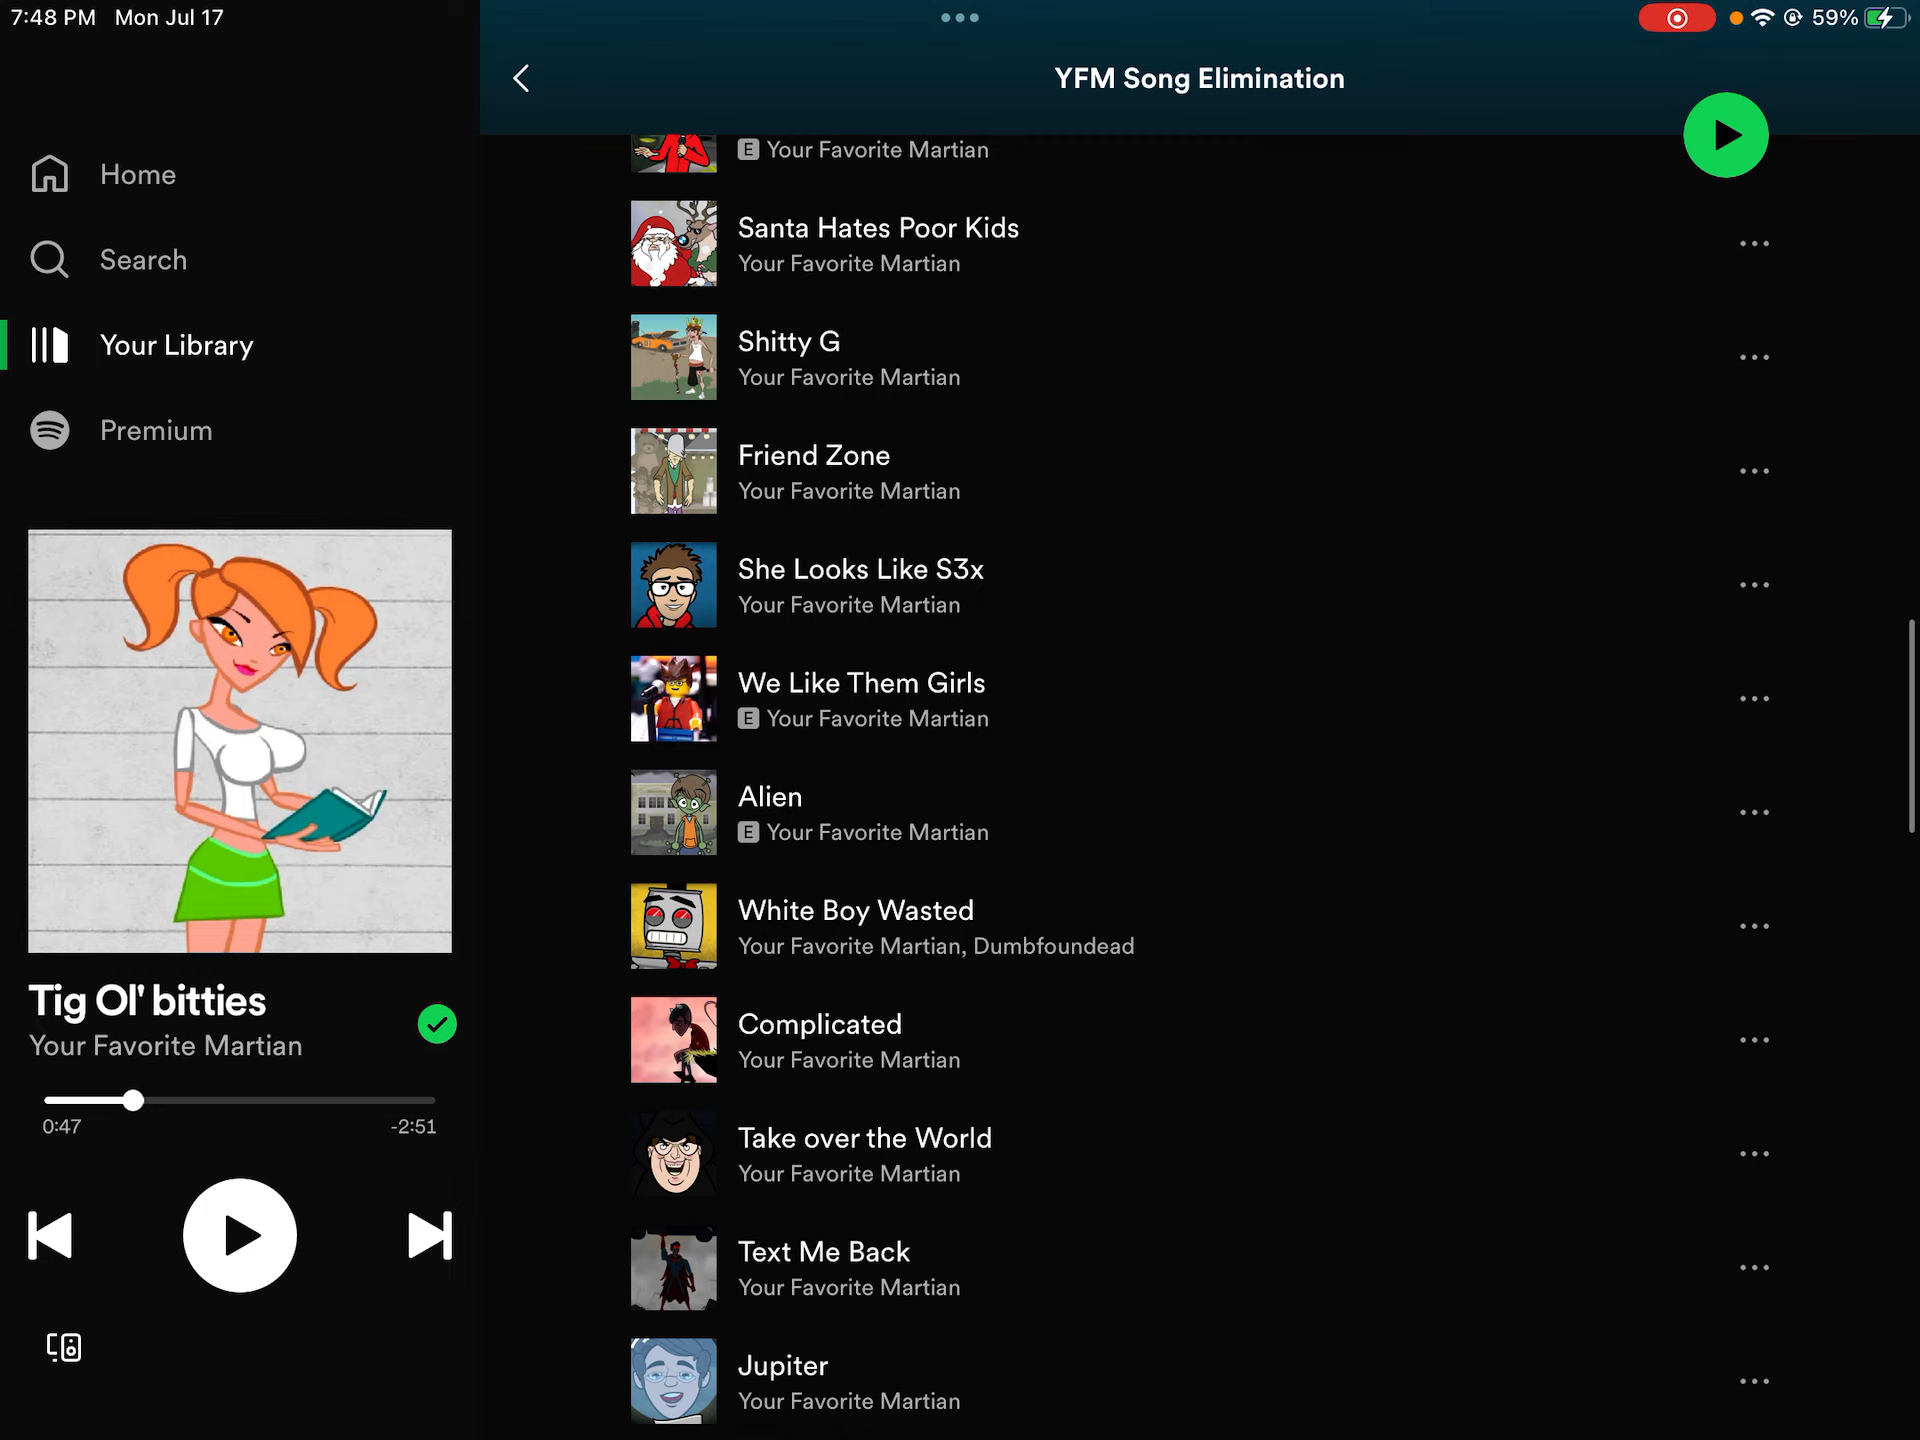 7:48 PM Mon Jul 17
59%
Home
Search
Your Library
Premium
Tig Ol' bitties
Your Favorite Martian
0:47
-2:51
YFM Song Elimination
E Your Favorite Martian
Santa Hates Poor Kids
Your Favorite Martian
Shitty G
Your Favorite Martian
Friend Zone
Your Favorite Martian
She Looks Like S3x
Your Favorite Martian
We Like Them Girls
E Your Favorite Martian
Alien
E Your Favorite Martian
White Boy Wasted
Your Favorite Martian, Dumbfoundead
Complicated
Your Favorite Martian
Take over the World
Your Favorite Martian
Text Me Back
Your Favorite Martian
Jupiter
Your Favorite Martian